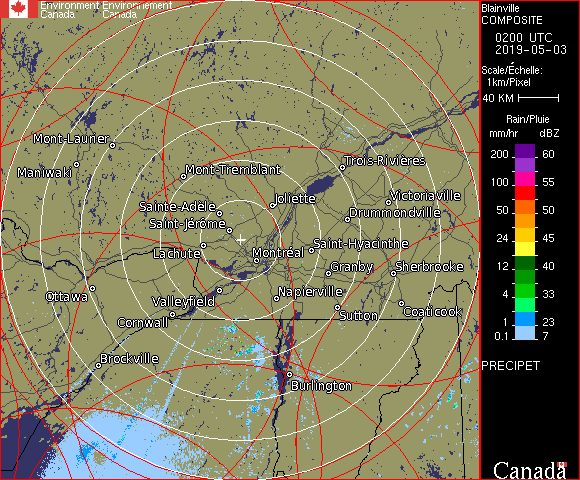 Environment Environnement
Canada Canada
Blainville
COMPOSITE
0200 UTC
2019-05-03
Scale/Échelle:
1km/Pixel
40 KM
Rain/Pluie
mm/hr dBZ
200 60
150 57
100 55
50 50
24 45
12 40
4 33
1 23
0.1 7
PRECIPET
Canada
Mont-Laurier
Maniwaki
Mont-Tremblant
Trois-Rivières
Joliette
Victoriaville
Sainte-Adèle
Drummondville
Saint-Jérôme
Saint-Hyacinthe
Lachute
Montréal
Granby
Sherbrooke
Ottawa
Valleyfield
Napierville
Coaticook
Cornwall
Sutton
Brockville
Burlington